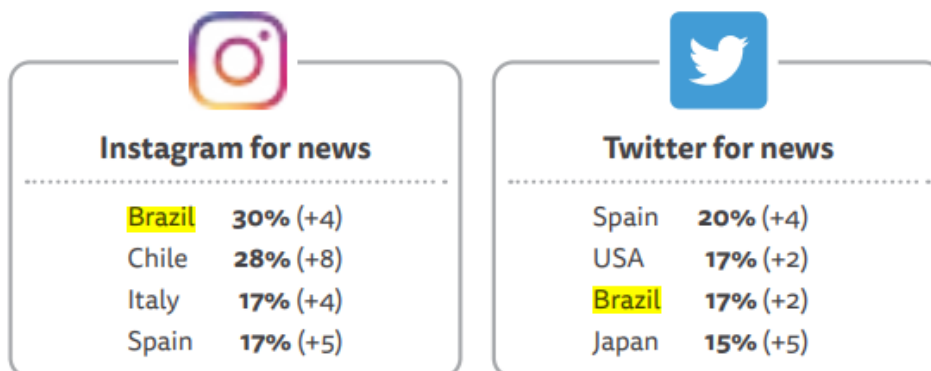 Instagram for news
Brazil 30% (+4)
Chile 28% (+8)
Italy 17% (+4)
Spain 17% (+5)
Twitter for news
Spain 20% (+4)
USA 17% (+2)
Brazil 17% (+2)
Japan 15% (+5)